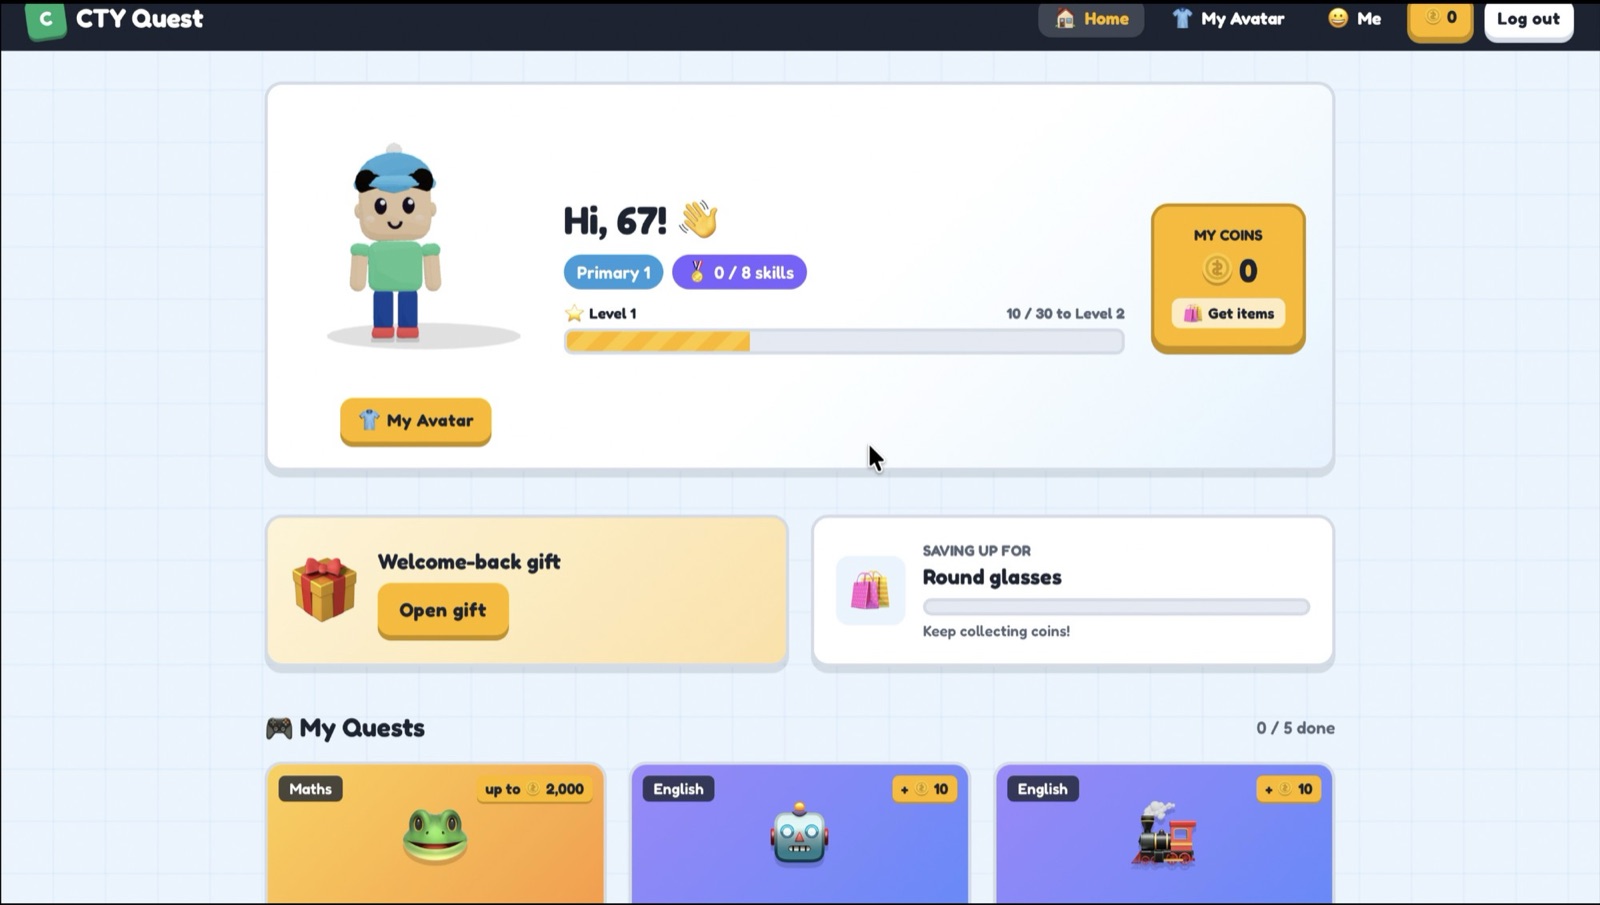 C CTY Quest
Home
My Avatar
Me
0
Log out
Hi, 67!
Primary 1
0 / 8 skills
Level 1
10 / 30 to Level 2
MY COINS
0
Get items
My Avatar
Welcome-back gift
Open gift
SAVING UP FOR
Round glasses
Keep collecting coins!
My Quests
0 / 5 done
Maths
up to 2,000
English
+ 10
English
+ 10